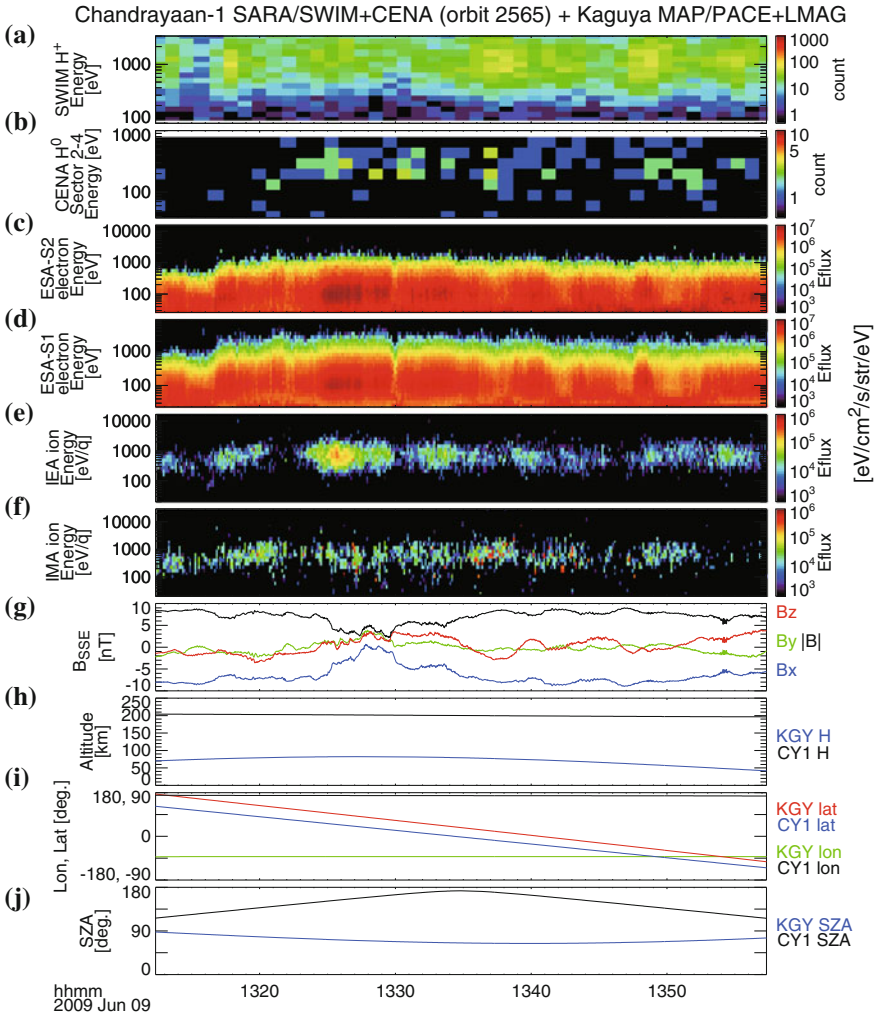 Chandrayaan-1 SARA/SWIM+CENA (orbit 2565) + Kaguya MAP/PACE+LMAG
(a)
SWIM H+
Energy
[eV]
1000
100
1000
100
10
1
count
(b)
CENA H0
Sector 2-4
Energy [eV]
1000
100
10
5
1
count
(c)
ESA-S2
electron
Energy
[eV]
10000
1000
100
10^7
10^6
10^5
10^4
10^3
Eflux
(d)
ESA-S1
electron
Energy
[eV]
1000
100
10^7
10^6
10^5
10^4
10^3
Eflux
(e)
IEA ion
Energy
[eV/q]
10000
1000
100
10^6
10^5
10^4
10^3
Eflux
[eV/cm^2/s/str/eV]
(f)
IMA ion
Energy
[eV/q]
10000
1000
100
10^6
10^5
10^4
10^3
Eflux
(g)
B_SSE
[nT]
10
5
0
-5
-10
Bz
By |B|
Bx
(h)
Altitude
[km]
250
200
150
100
50
0
KGY H
CY1 H
(i)
Lon, Lat [deg.]
180, 90
0
-180, -90
KGY lat
CY1 lat
KGY lon
CY1 lon
(j)
SZA
[deg.]
180
90
0
KGY SZA
CY1 SZA
hhmm
2009 Jun 09
1320
1330
1340
1350